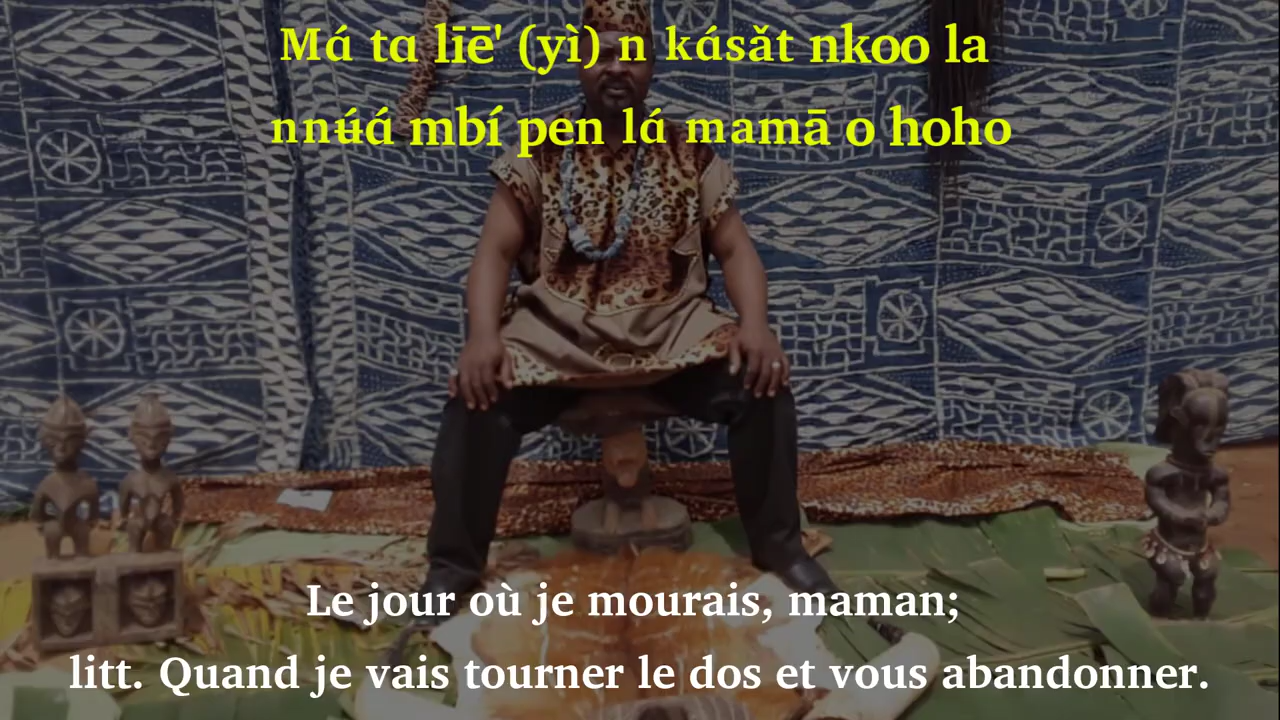 Má tɑ līē' (yì) n kásǎt nkoo la
nnʉ́á mbí pen lá mamā o hoho
Le jour où je mourais, maman;
litt. Quand je vais tourner le dos et vous abandonner.